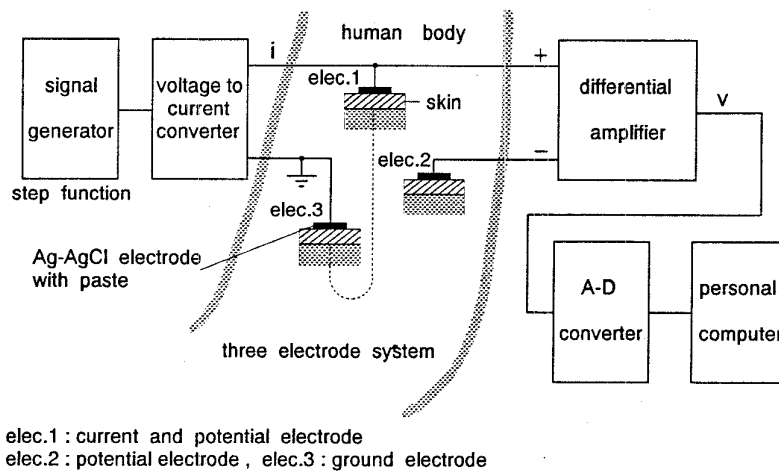 human body
i
elec.1
+
signal
generator
voltage to
current
converter
skin
differential
amplifier
v
elec.2
−
step function
elec.3
Ag-AgCl electrode
with paste
A-D
converter
personal
computer
three electrode system
elec.1 : current and potential electrode
elec.2 : potential electrode , elec.3 : ground electrode